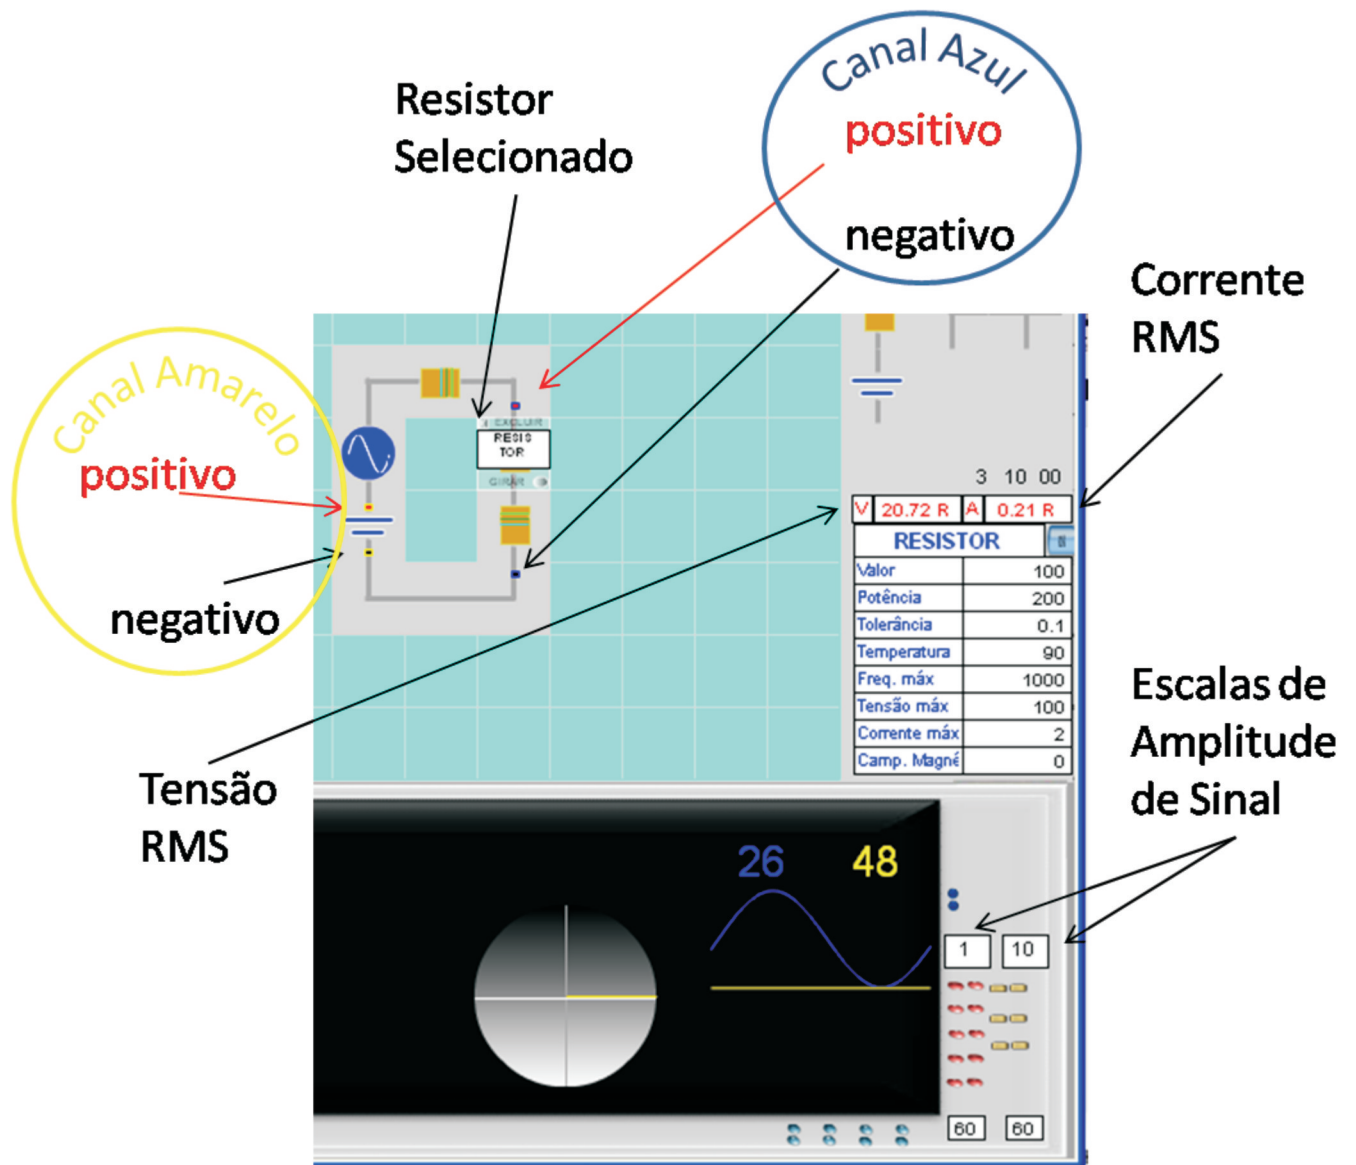 Canal Azul
positivo
negativo
Resistor
Selecionado
Corrente
RMS
Canal Amarelo
positivo
negativo
EXCLUIR
RESIS
TOR
GIRAR
3 10 00
V 20.72 R A 0.21 R
RESISTOR
Valor 100
Potência 200
Tolerância 0.1
Temperatura 90
Freq. máx 1000
Tensão máx 100
Corrente máx 2
Camp. Magné 0
Tensão
RMS
Escalas de
Amplitude
de Sinal
26 48
1 10
60 60